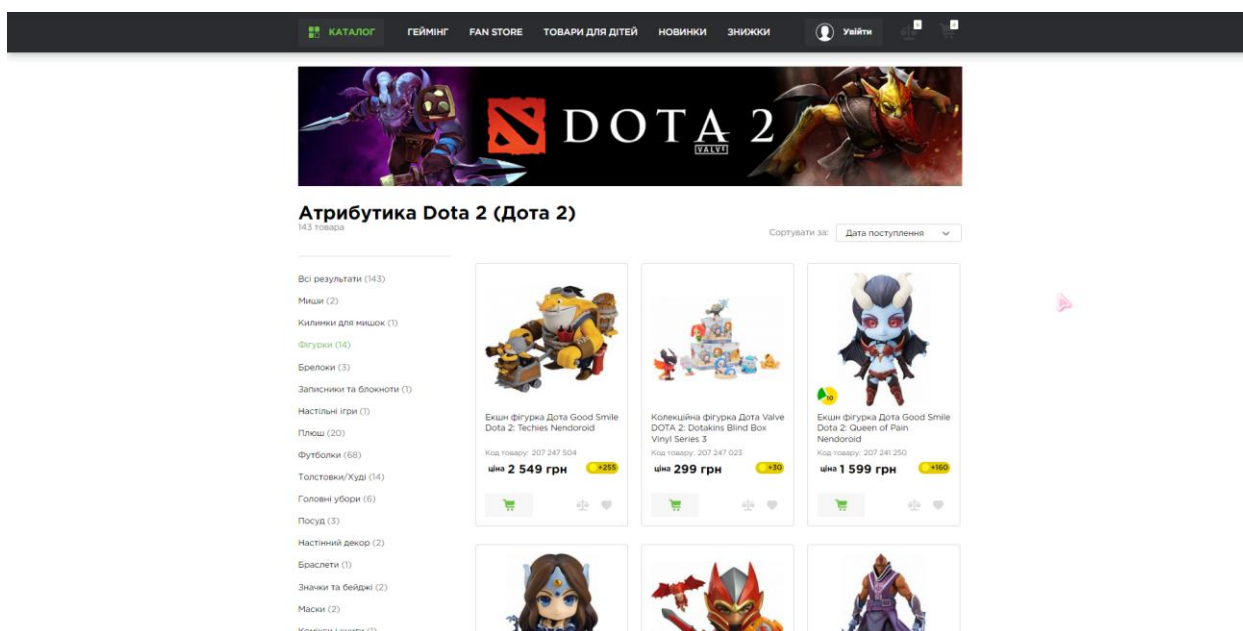 КАТАЛОГ ГЕЙМІНГ FAN STORE ТОВАРИ ДЛЯ ДІТЕЙ НОВИНКИ ЗНИЖКИ Увійти 0 0
DOTA 2
VALVE
Атрибутика Dota 2 (Дота 2)
143 товара
Сортувати за: Дата поступлення
Всі результати (143)
Миши (2)
Килимки для мишок (1)
Фігурки (14)
Брелоки (3)
Записники та блокноти (1)
Настільні ігри (1)
Плюш (20)
Футболки (68)
Толстовки/Худі (14)
Головні убори (6)
Посуд (3)
Настінний декор (2)
Браслети (1)
Значки та бейджі (2)
Маски (2)
Екшн фігурка Дота Good Smile
Dota 2: Techies Nendoroid
Код товару: 207 247 504
ціна 2 549 грн +255
Колекційна фігурка Дота Valve
DOTA 2: Dotakins Blind Box
Vinyl Series 3
Код товару: 207 247 023
ціна 299 грн +30
10
Екшн фігурка Дота Good Smile
Dota 2: Queen of Pain
Nendoroid
Код товару: 207 241 250
ціна 1 599 грн +160